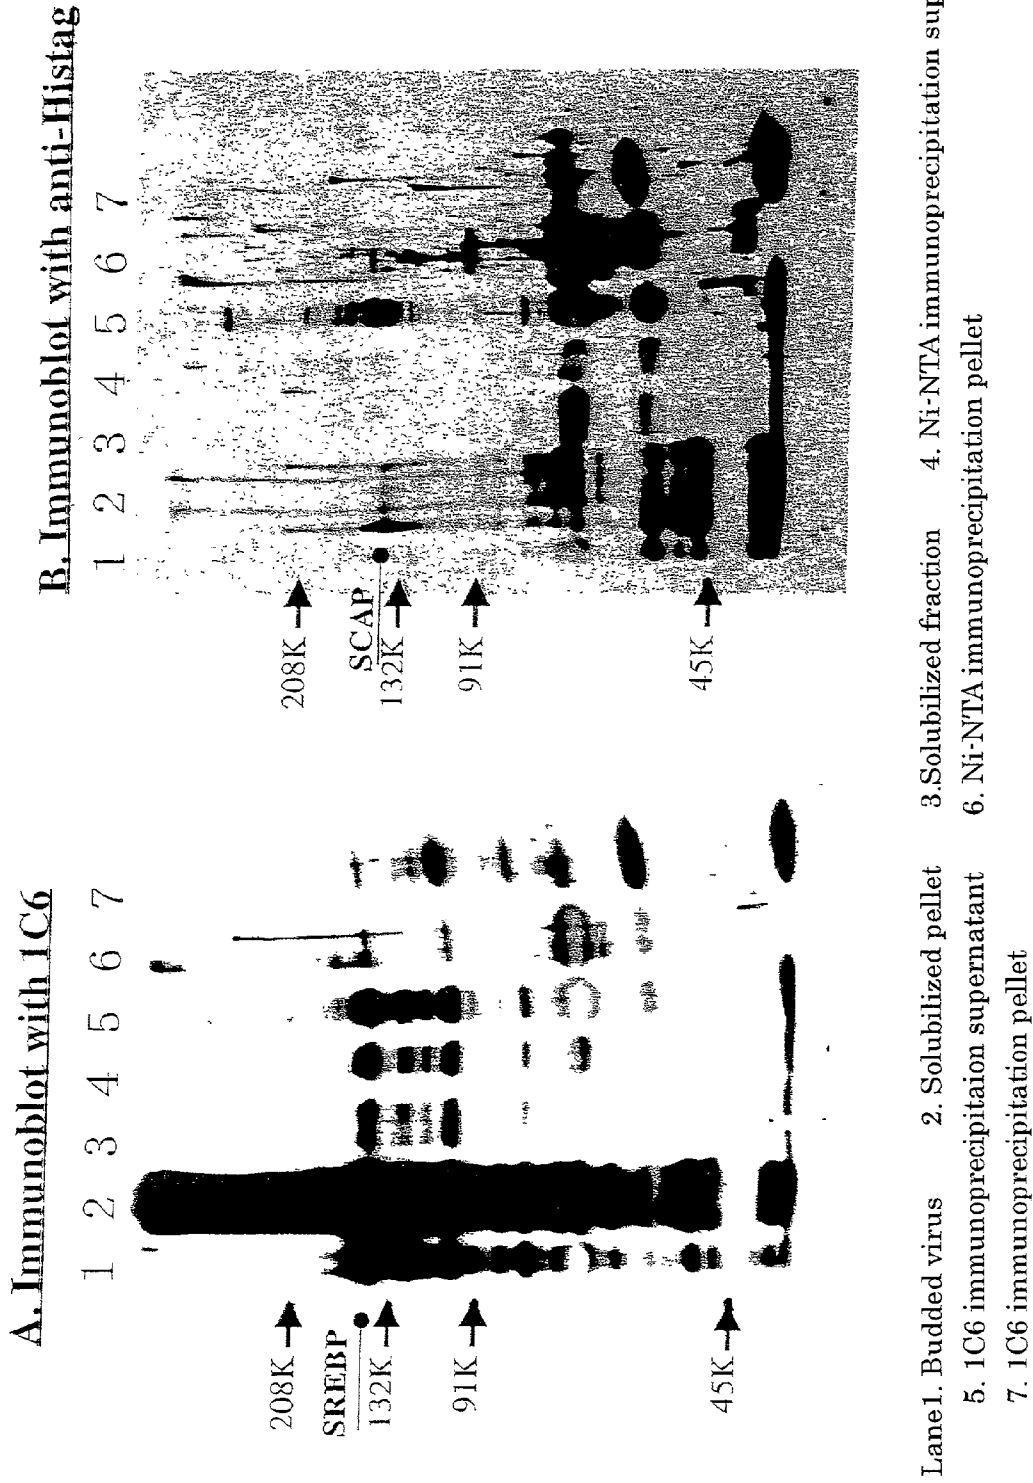 A. Immunoblot with 1C6
1 2 3 4 5 6 7
208K
SREBP
132K
91K
45K
B. Immunoblot with anti-Histag
1 2 3 4 5 6 7
208K
SCAP
132K
91K
45K
Lane1. Budded virus 2. Solubilized pellet 3.Solubilized fraction 4. Ni-NTA immunoprecipitation
5. 1C6 immunoprecipitaion supernatant 6. Ni-NTA immunoprecipitation pellet
7. 1C6 immunoprecipitation pellet